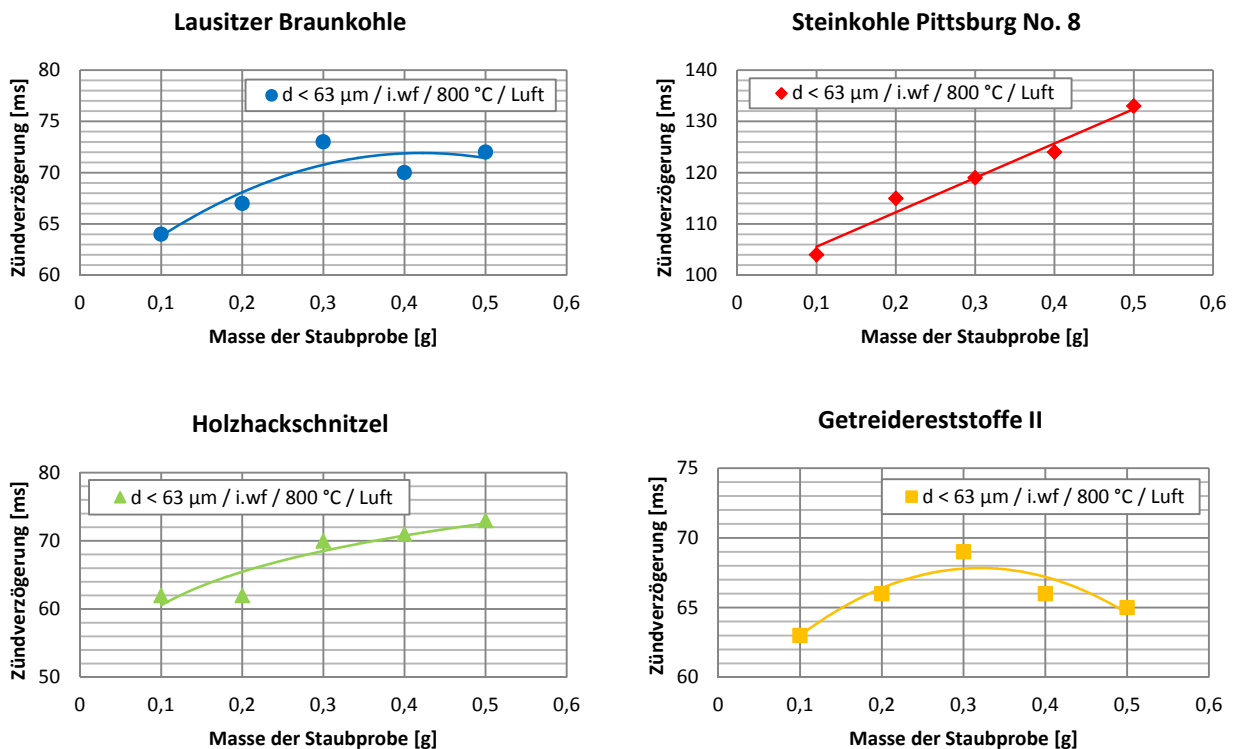 Lausitzer Braunkohle
Zündverzögerung [ms]
80
75
70
65
60
d < 63 µm / i.wf / 800 °C / Luft
0 0,1 0,2 0,3 0,4 0,5 0,6
Masse der Staubprobe [g]
Steinkohle Pittsburg No. 8
Zündverzögerung [ms]
140
130
120
110
100
d < 63 µm / i.wf / 800 °C / Luft
0 0,1 0,2 0,3 0,4 0,5 0,6
Masse der Staubprobe [g]
Holzhackschnitzel
Zündverzögerung [ms]
80
70
60
50
d < 63 µm / i.wf / 800 °C / Luft
0 0,1 0,2 0,3 0,4 0,5 0,6
Masse der Staubprobe [g]
Getreidereststoffe II
Zündverzögerung [ms]
75
70
65
60
d < 63 µm / i.wf / 800 °C / Luft
0 0,1 0,2 0,3 0,4 0,5 0,6
Masse der Staubprobe [g]